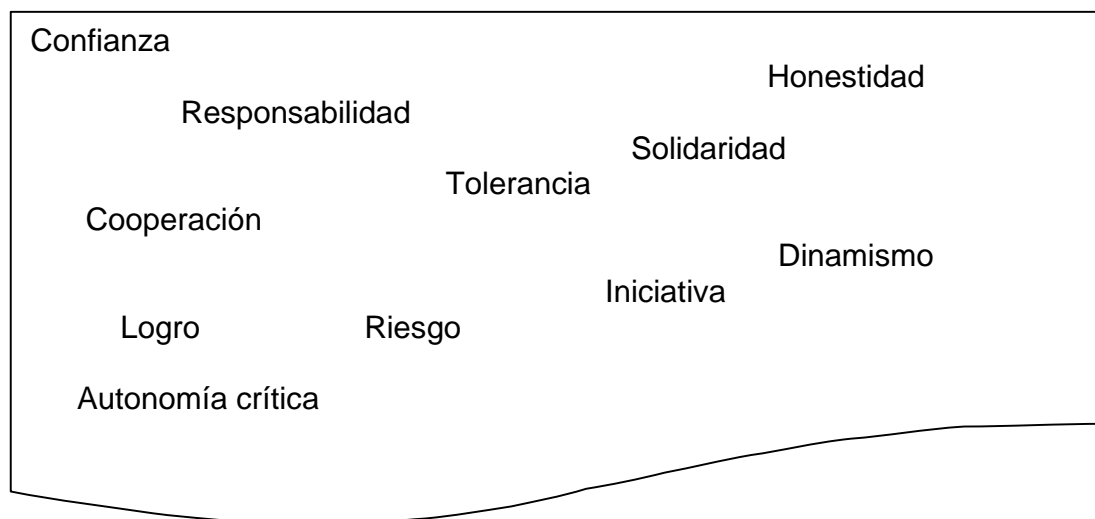 Confianza
Honestidad
Responsabilidad
Solidaridad
Tolerancia
Cooperación
Dinamismo
Iniciativa
Logro Riesgo
Autonomía crítica